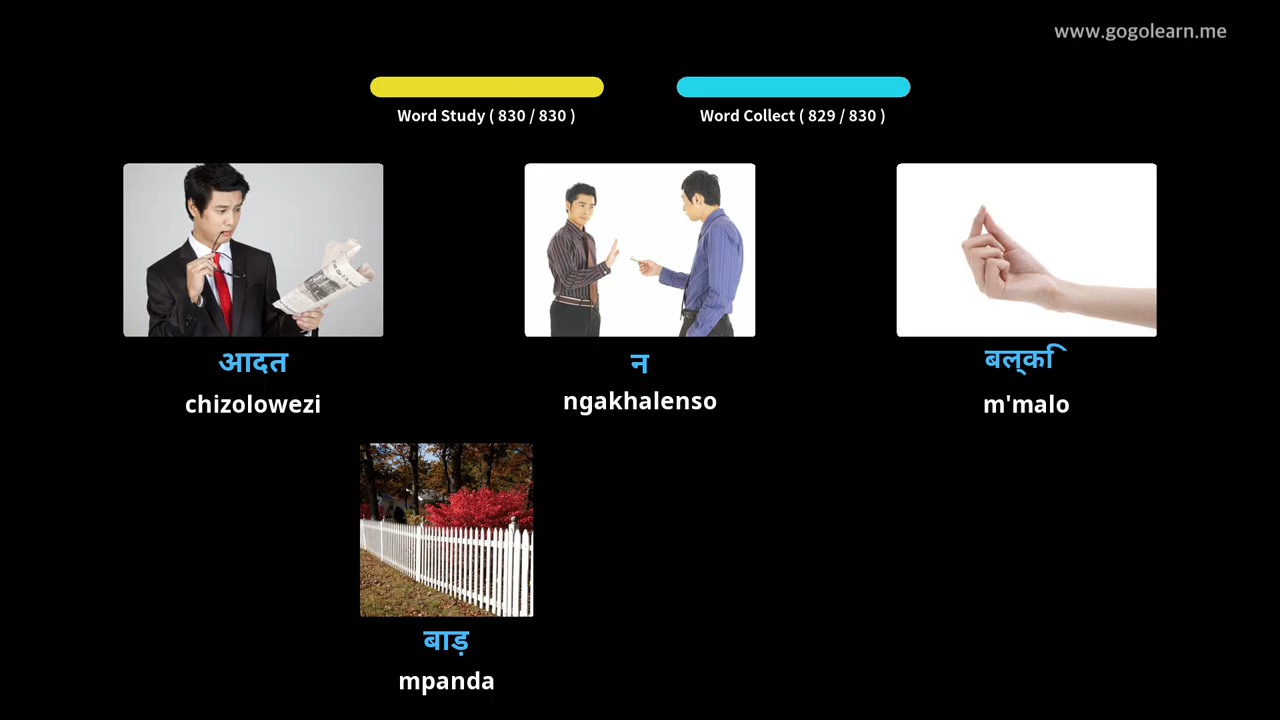 www.gogolearn.me
Word Study ( 830 / 830 )
Word Collect ( 829 / 830 )
आदत
न
बल्कि
chizolowezi
ngakhalenso
m'malo
बाड़
mpanda